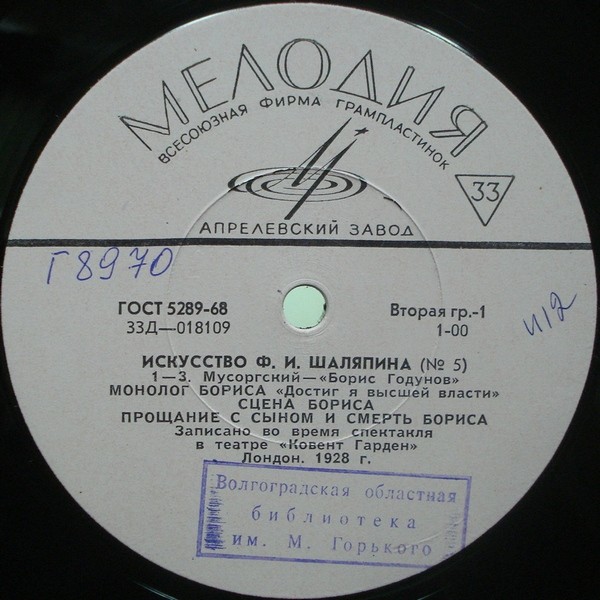 МЕЛОДИЯ
ВСЕСОЮЗНАЯ ФИРМА ГРАМПЛАСТИНОК
33
АПРЕЛЕВСКИЙ ЗАВОД
Г8970
ГОСТ 5289-68
Вторая гр.-1
33Д—018109
1-00
ИСКУССТВО Ф. И. ШАЛЯПИНА (№ 5)
1—3. Мусоргский—«Борис Годунов»
МОНОЛОГ БОРИСА «Достиг я высшей власти»
СЦЕНА БОРИСА
ПРОЩАНИЕ С СЫНОМ И СМЕРТЬ БОРИСА
Записано во время спектакля
в театре «Ковент Гарден»
Лондон. 1928 г.
Волгоградская областная
библиотека
им. М. Горького